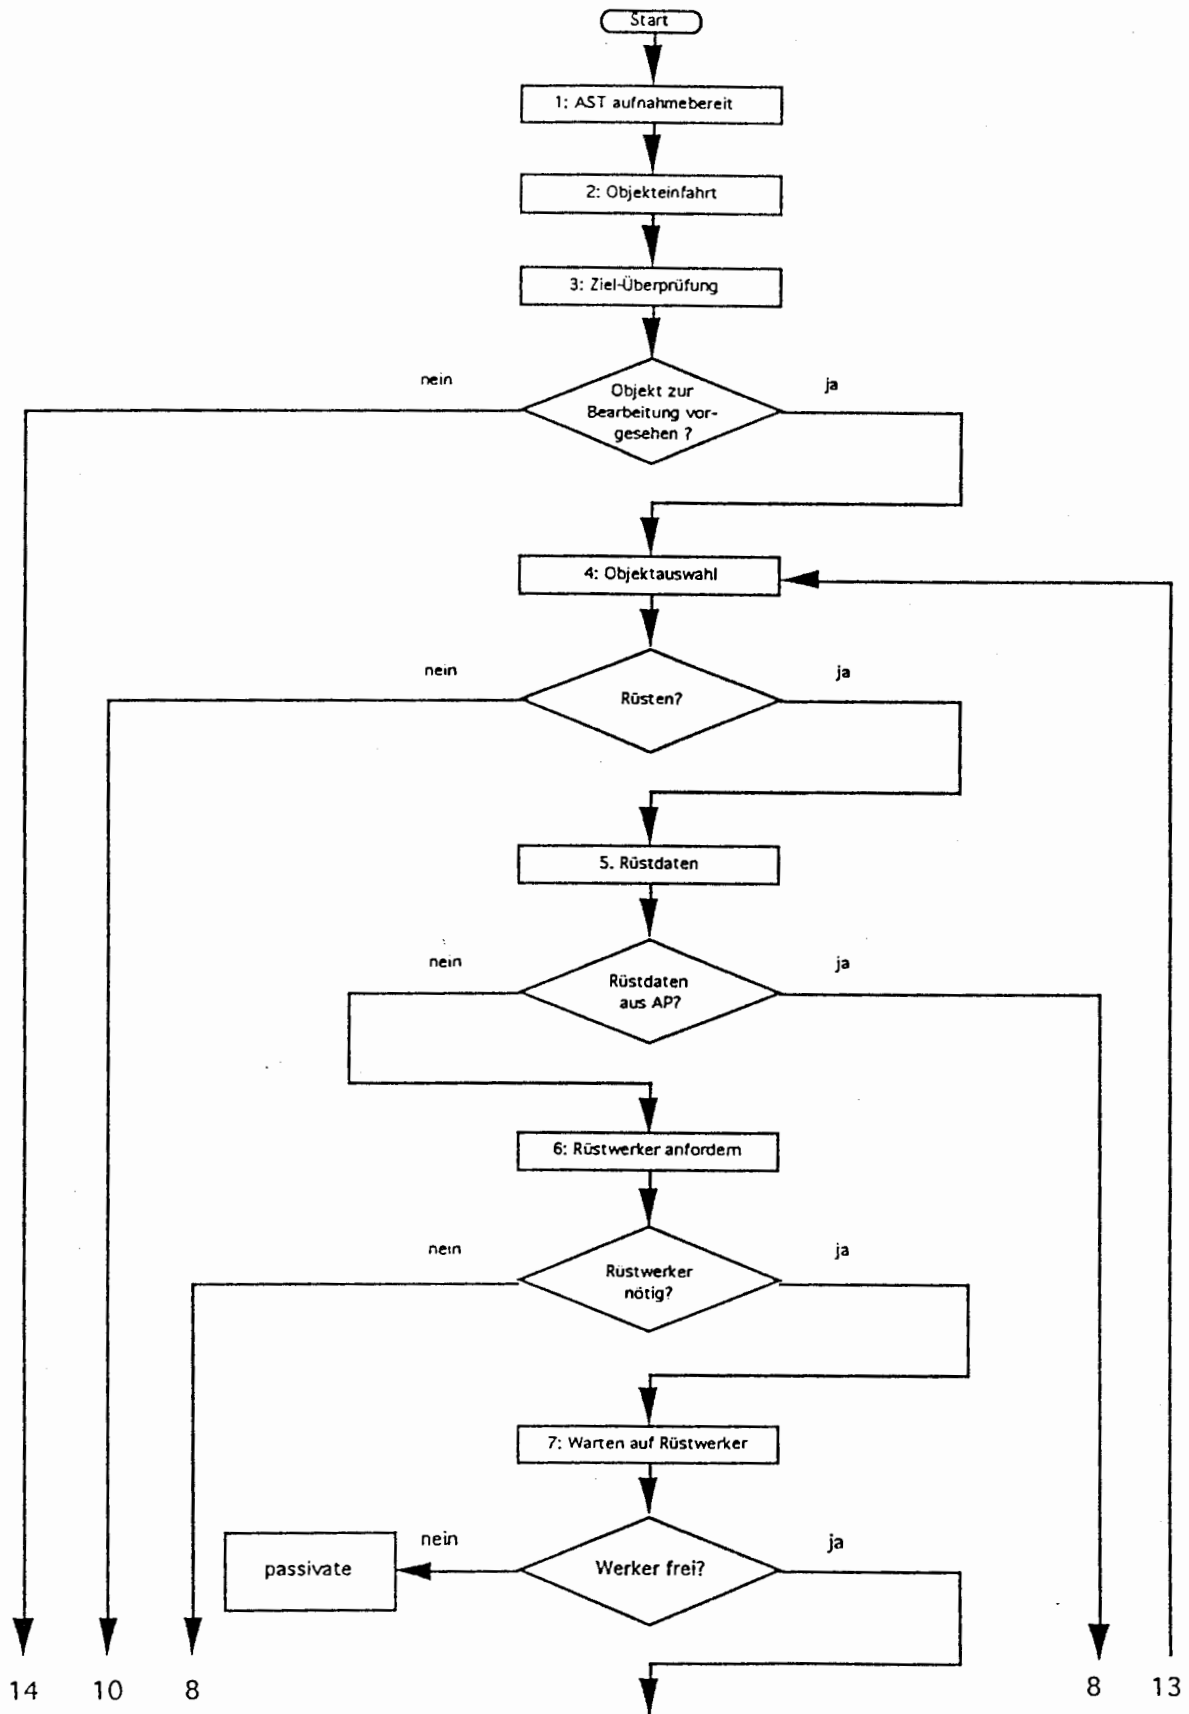 Start
1: AST aufnahmebereit
2: Objekteinfahrt
3: Ziel-Überprüfung
nein
ja
Objekt zur
Bearbeitung vor-
gesehen ?
4: Objektauswahl
nein
ja
Rüsten?
5. Rüstdaten
nein
ja
Rüstdaten
aus AP?
6: Rüstwerker anfordern
nein
ja
Rüstwerker
nötig?
7: Warten auf Rüstwerker
nein
ja
passivate
Werker frei?
14
10
8
8
13